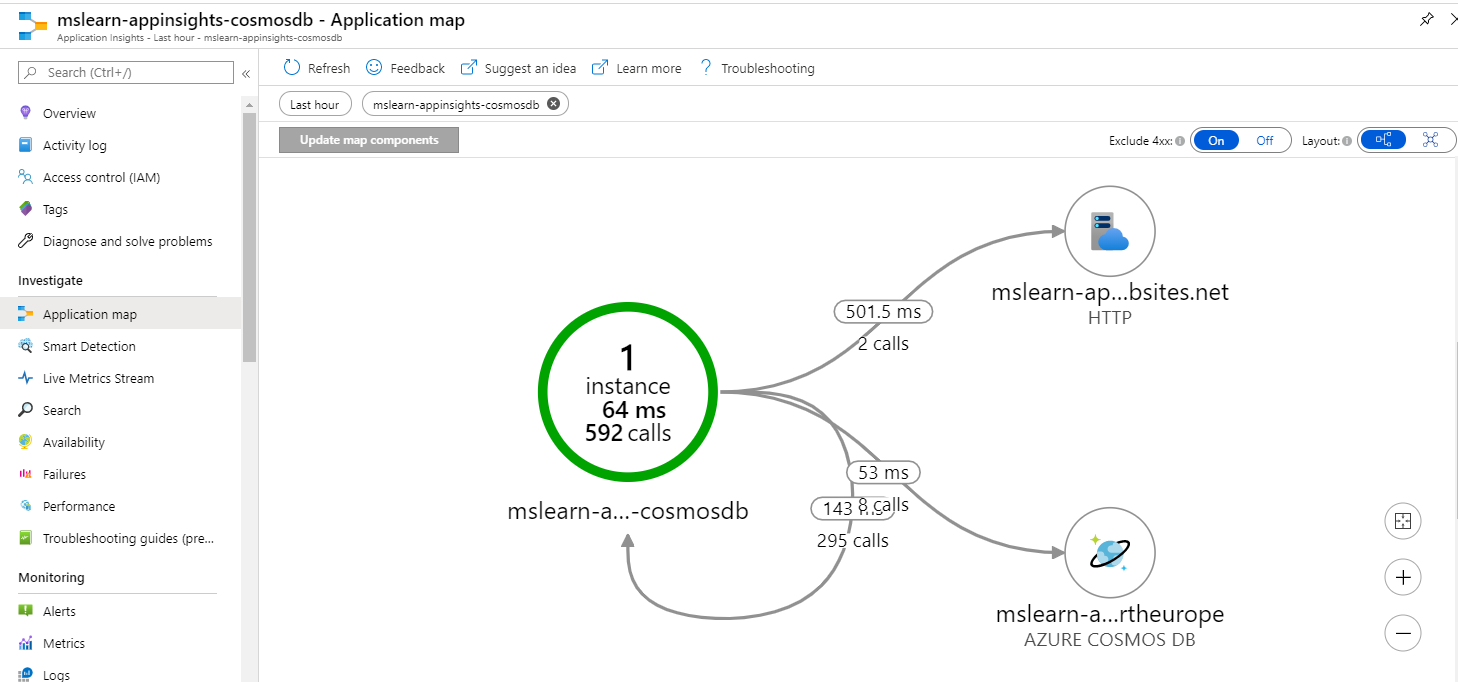 mslearn-appinsights-cosmosdb - Application map
Application Insights - Last hour - mslearn-appinsights-cosmosdb
Search (Ctrl+/)
«
Refresh
Feedback
Suggest an idea
Learn more
? Troubleshooting
Last hour
mslearn-appinsights-cosmosdb
Update map components
Exclude 4xx:
On
Off
Layout:
Overview
Activity log
Access control (IAM)
Tags
Diagnose and solve problems
Investigate
Application map
Smart Detection
Live Metrics Stream
Search
Availability
Failures
Performance
Troubleshooting guides (pre...
Monitoring
Alerts
Metrics
Logs
1
instance
64 ms
592 calls
mslearn-a...-cosmosdb
501.5 ms
2 calls
mslearn-ap...bsites.net
HTTP
53 ms
8 calls
143 ms
295 calls
mslearn-a...rtheurope
AZURE COSMOS DB